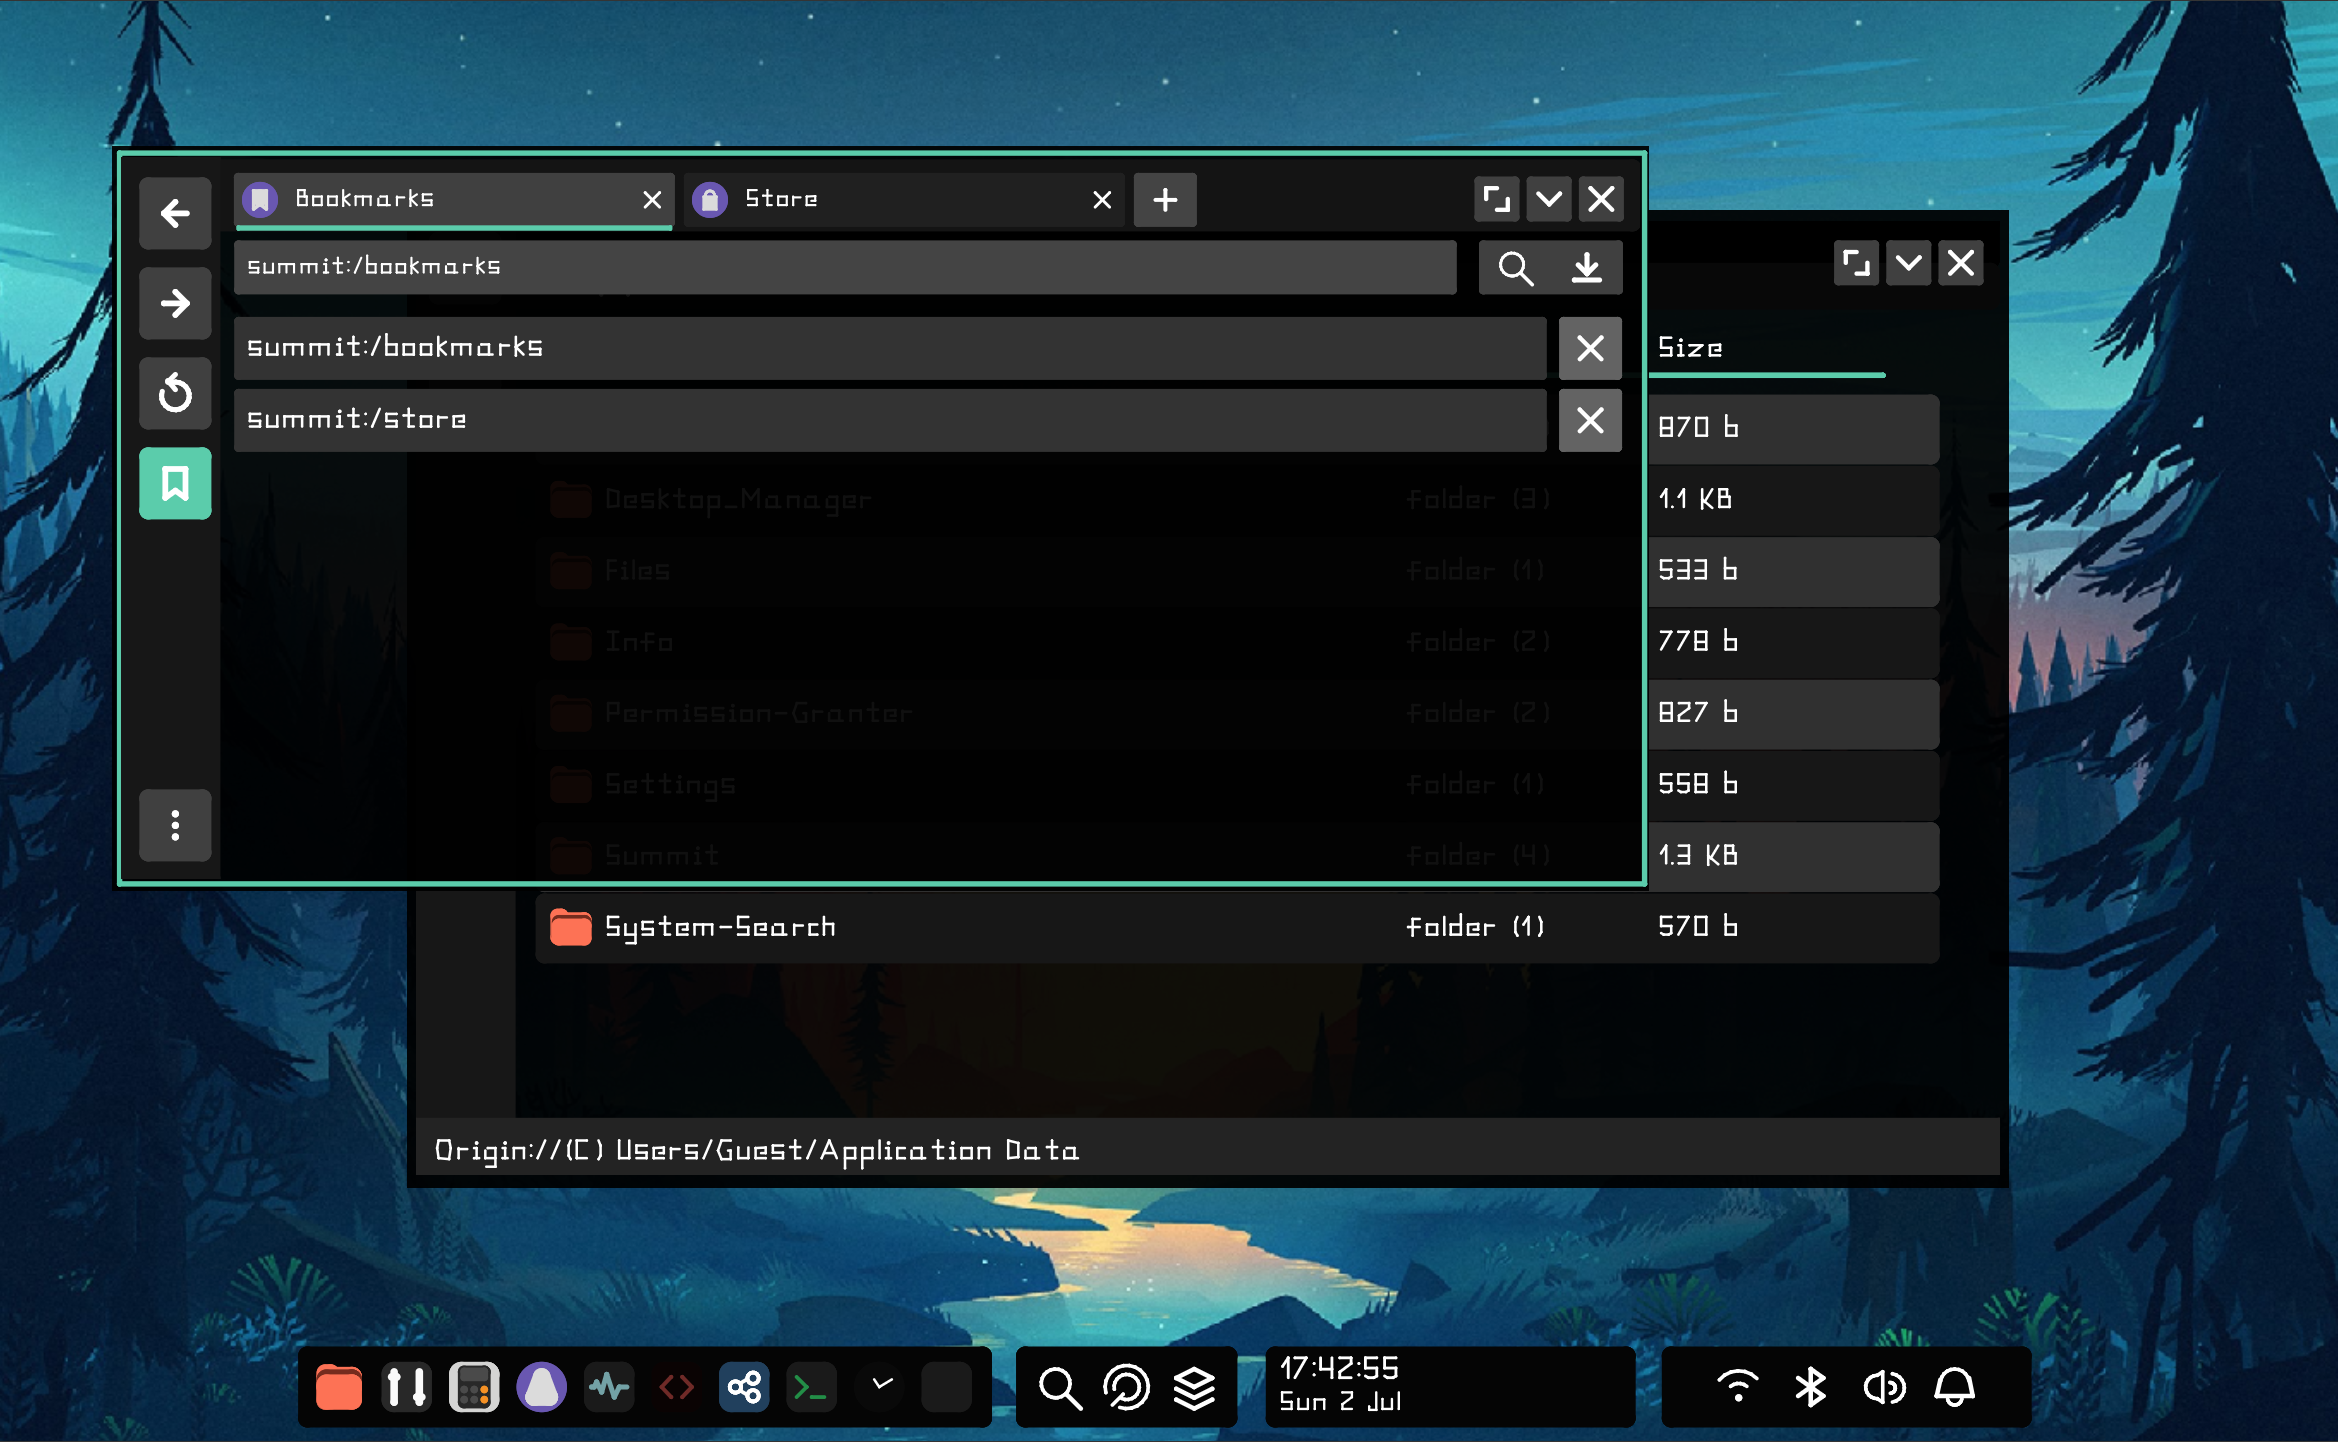 Bookmarks
Store
summit:/bookmarks
summit:/bookmarks
summit:/store
Size
870 b
Desktop_Manager folder (3) 1.1 KB
Files folder (1) 533 b
Info folder (2) 778 b
Permission-Granter folder (2) 827 b
Settings folder (1) 558 b
Summit folder (4) 1.3 KB
System-Search folder (1) 570 b
Origin://(C) Users/Guest/Application Data
17:42:55
Sun 2 Jul